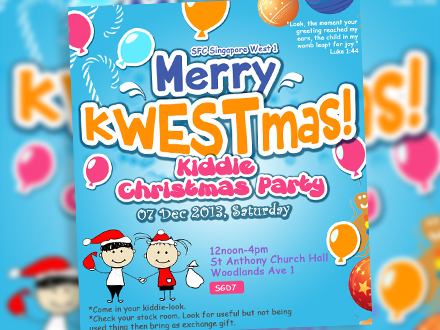 "Look, the moment your
greeting reached my
ears, the child in my
womb leapt for joy "
Luke 1:44
SFC Singapore West 1
Merry
KWESTmas!
Kiddie
Christmas Party
07 Dec 2013, Saturday
12noon-4pm
St Anthony Church Hall
Woodlands Ave 1
SGD7
*Come in your kiddie-look.
*Check your stock room. Look for useful but not being
used thing then bring as exchange gift.